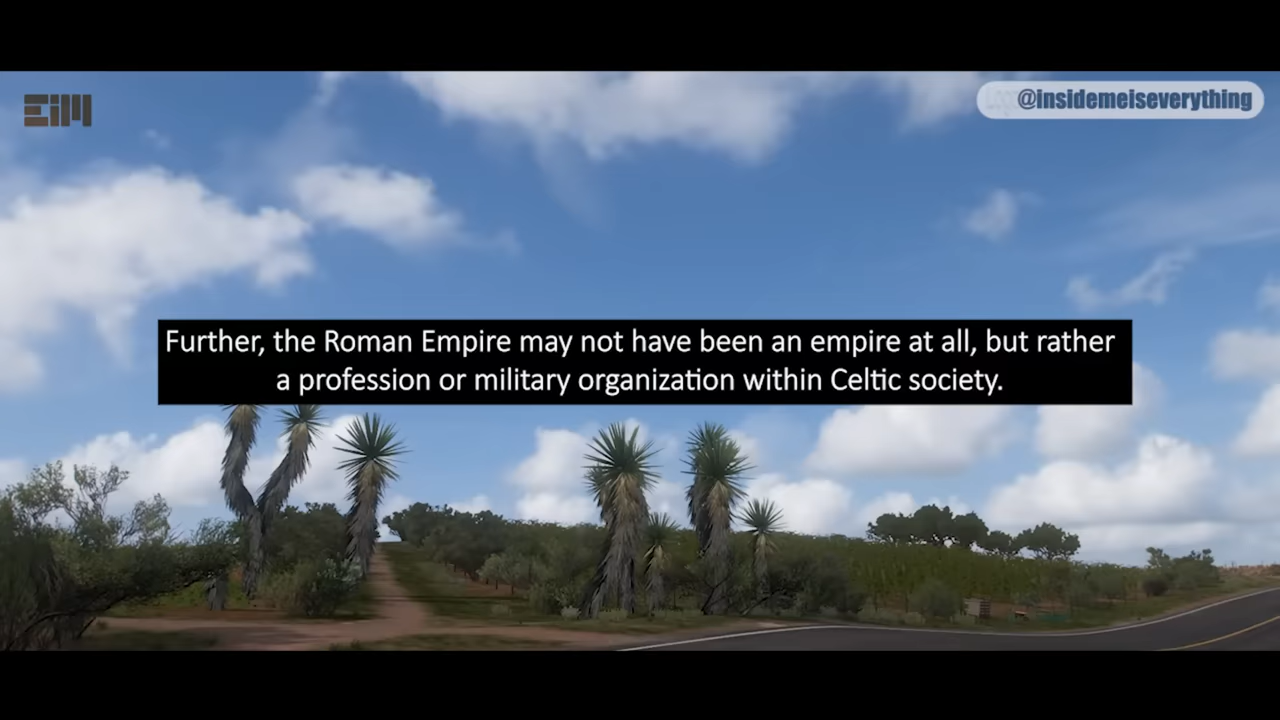 EiM
@insidemeiseverything
Further, the Roman Empire may not have been an empire at all, but rather
a profession or military organization within Celtic society.